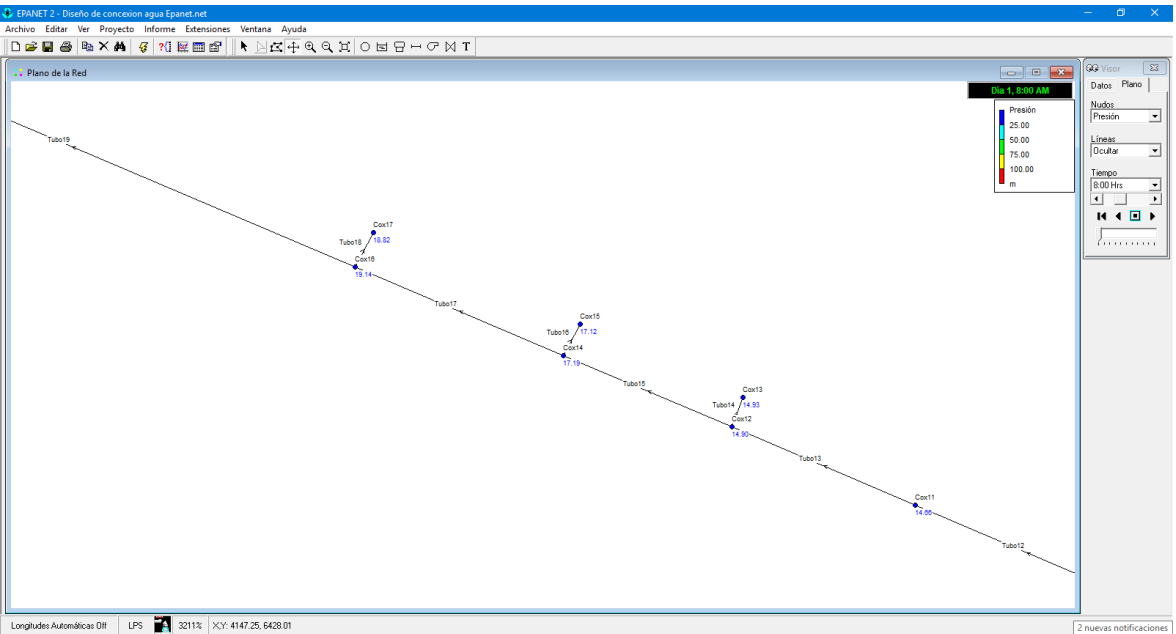 EPANET 2 - Diseño de concexion agua Epanet.net
Archivo Editar Ver Proyecto Informe Extensiones Ventana Ayuda
T
Plano de la Red
Día 1, 8:00 AM
Presión
25.00
50.00
75.00
100.00
m
Tubo19
Cox17
18.82
Tubo18
Cox16
19.14
Tubo17
Cox15
17.12
Tubo16
Cox14
17.19
Tubo15
Cox13
14.93
Tubo14
Cox12
14.90
Tubo13
Cox11
14.66
Tubo12
Visor
Datos Plano
Nudos
Presión
Líneas
Ocultar
Tiempo
8:00 Hrs
Longitudes Automáticas Off LPS 3211% X,Y: 4147.25, 6428.01
2 nuevas notificaciones